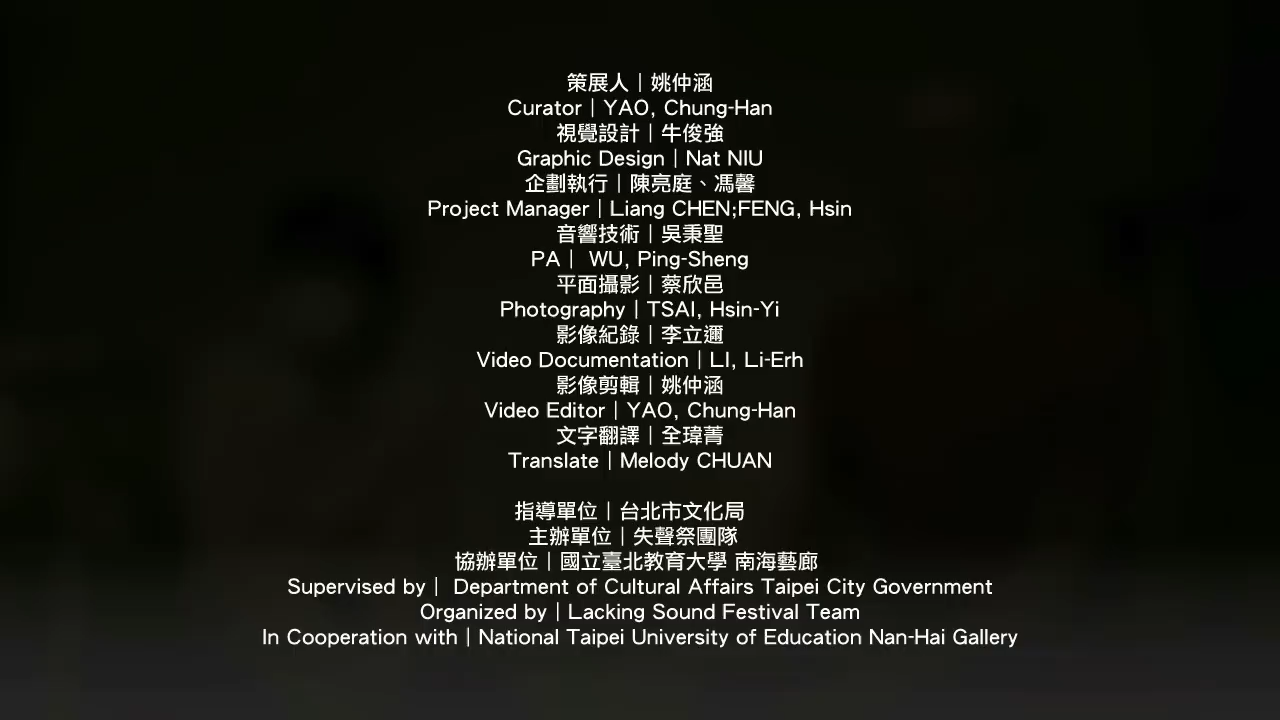 策展人｜姚仲涵
Curator｜YAO, Chung-Han
視覺設計｜牛俊強
Graphic Design｜Nat NIU
企劃執行｜陳亮庭、馮馨
Project Manager｜Liang CHEN;FENG, Hsin
音響技術｜吳秉聖
PA｜ WU, Ping-Sheng
平面攝影｜蔡欣邑
Photography｜TSAI, Hsin-Yi
影像紀錄｜李立邇
Video Documentation｜LI, Li-Erh
影像剪輯｜姚仲涵
Video Editor｜YAO, Chung-Han
文字翻譯｜全瑋菁
Translate｜Melody CHUAN
指導單位｜台北市文化局
主辦單位｜失聲祭團隊
協辦單位｜國立臺北教育大學 南海藝廊
Supervised by｜ Department of Cultural Affairs Taipei City Government
Organized by｜Lacking Sound Festival Team
In Cooperation with｜National Taipei University of Education Nan-Hai Gallery